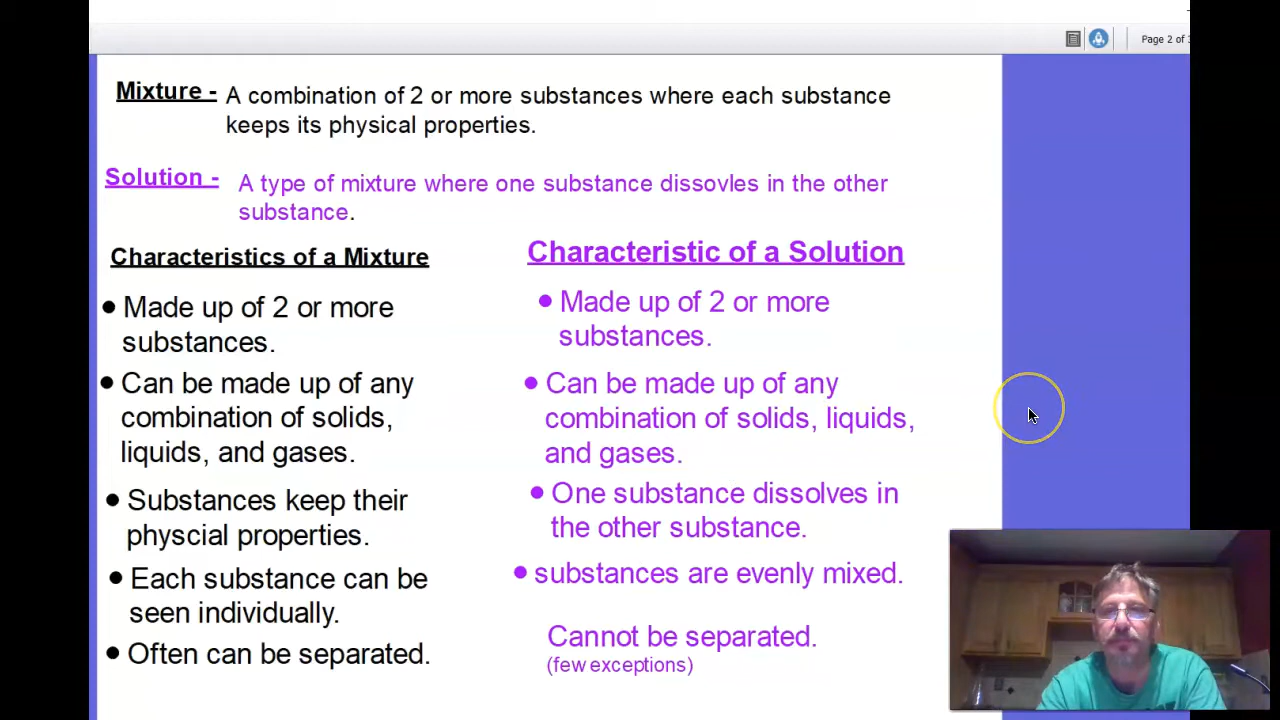 Page 2 of
Mixture - A combination of 2 or more substances where each substance
keeps its physical properties.
Solution - A type of mixture where one substance dissovles in the other
substance.
Characteristics of a Mixture
• Made up of 2 or more
substances.
• Can be made up of any
combination of solids,
liquids, and gases.
• Substances keep their
physcial properties.
• Each substance can be
seen individually.
• Often can be separated.
Characteristic of a Solution
• Made up of 2 or more
substances.
• Can be made up of any
combination of solids, liquids,
and gases.
• One substance dissolves in
the other substance.
• substances are evenly mixed.
Cannot be separated.
(few exceptions)